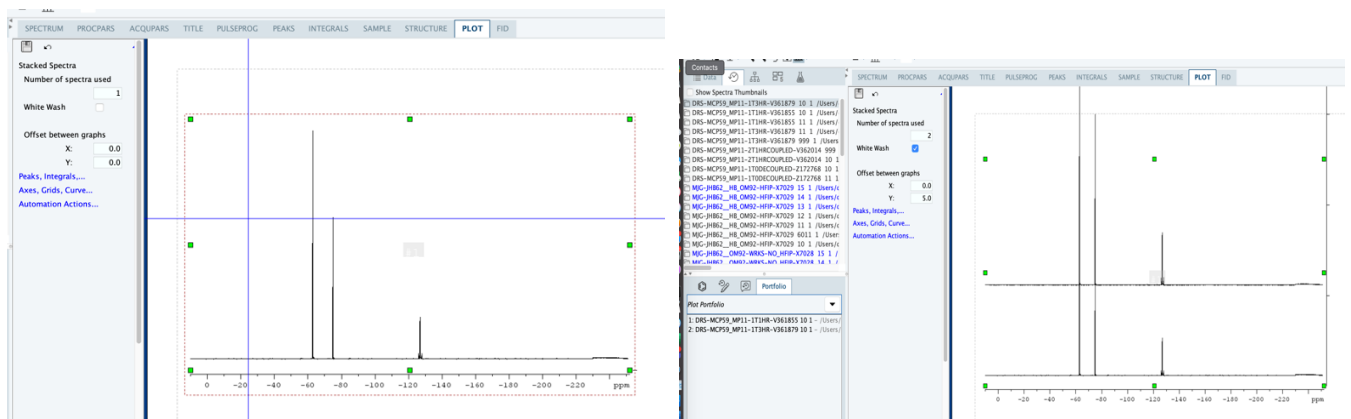 SPECTRUM PROCPARS ACQUPARS TITLE PULSEPROG PEAKS INTEGRALS SAMPLE STRUCTURE PLOT FID
Stacked Spectra
Number of spectra used
1
White Wash
Offset between graphs
X: 0.0
Y: 0.0
Peaks, Integrals,...
Axes, Grids, Curve...
Automation Actions...
0 -20 -40 -60 -80 -100 -120 -140 -160 -180 -200 -220 ppm
Contacts
Data
Show Spectra Thumbnails
DRS-MCP59_MP11-1T3HR-V361879 10 1 /Users/
DRS-MCP59_MP11-1T1HR-V361855 10 1 /Users/
DRS-MCP59_MP11-1T1HR-V361855 11 1 /Users/
DRS-MCP59_MP11-1T3HR-V361879 11 1 /Users/
DRS-MCP59_MP11-1T3HR-V361879 999 1 /Users
DRS-MCP59_MP11-2T1HRCOUPLED-V362014 999
DRS-MCP59_MP11-2T1HRCOUPLED-V362014 10 1
DRS-MCP59_MP11-1T0DECOUPLED-Z172768 10 1
DRS-MCP59_MP11-1T0DECOUPLED-Z172768 11 1
MJG-JHB62__HB_OM92-HFIP-X7029 15 1 /Users/c
MJG-JHB62__HB_OM92-HFIP-X7029 14 1 /Users/c
MJG-JHB62__HB_OM92-HFIP-X7029 13 1 /Users/c
MJG-JHB62__HB_OM92-HFIP-X7029 12 1 /Users/c
MJG-JHB62__HB_OM92-HFIP-X7029 11 1 /Users/c
MJG-JHB62__HB_OM92-HFIP-X7029 6011 1 /User:
MJG-JHB62__HB_OM92-HFIP-X7029 10 1 /Users/c
MJG-JHB62__OM92-WRKS-NO_HFIP-X7028 15 1 /
MJG-JHB62__OM92-WRKS-NO_HFIP-X7028 14 1 /
Portfolio
Plot Portfolio
1: DRS-MCP59_MP11-1T1HR-V361855 10 1 - /Users/
2: DRS-MCP59_MP11-1T3HR-V361879 10 1 - /Users/
SPECTRUM PROCPARS ACQUPARS TITLE PULSEPROG PEAKS INTEGRALS SAMPLE STRUCTURE PLOT FID
Stacked Spectra
Number of spectra used
2
White Wash
Offset between graphs
X: 0.0
Y: 5.0
Peaks, Integrals,...
Axes, Grids, Curve...
Automation Actions...
0 -20 -40 -60 -80 -100 -120 -140 -160 -180 -200 -220 ppm